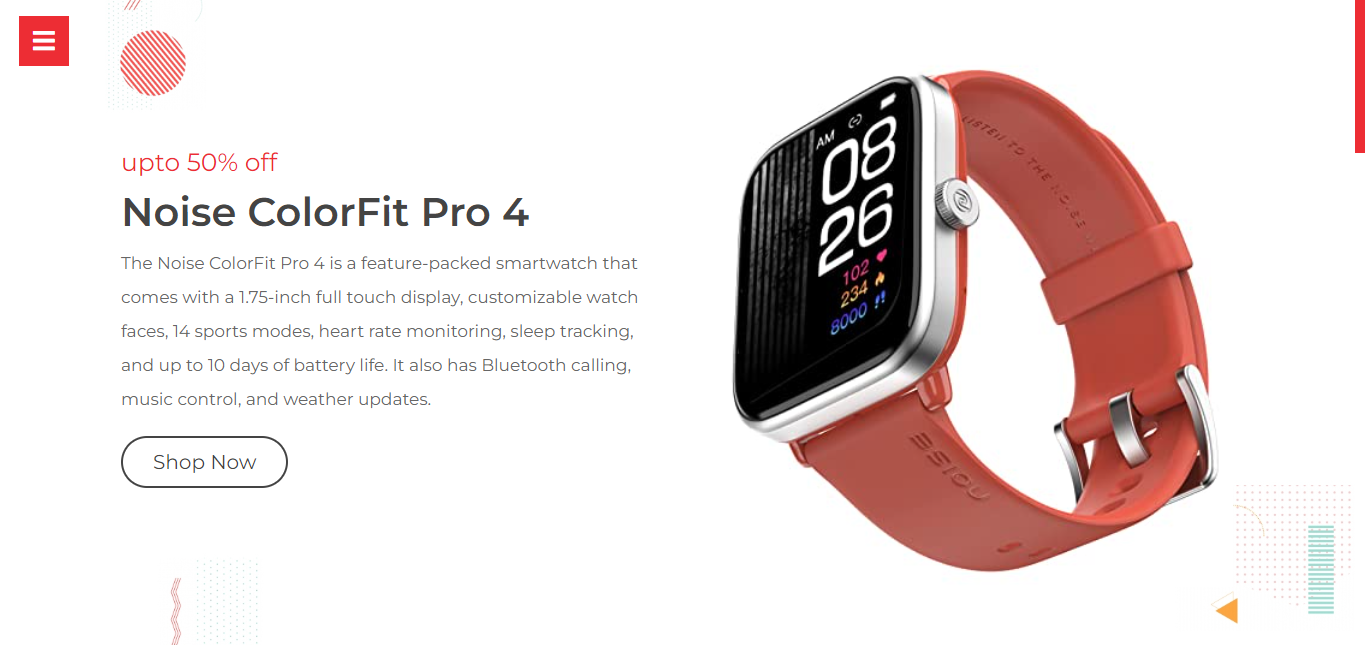 upto 50% off
Noise ColorFit Pro 4
The Noise ColorFit Pro 4 is a feature-packed smartwatch that
comes with a 1.75-inch full touch display, customizable watch
faces, 14 sports modes, heart rate monitoring, sleep tracking,
and up to 10 days of battery life. It also has Bluetooth calling,
music control, and weather updates.
Shop Now
AM
08
26
102
234
8000
LISTEN TO THE NOISE
noise